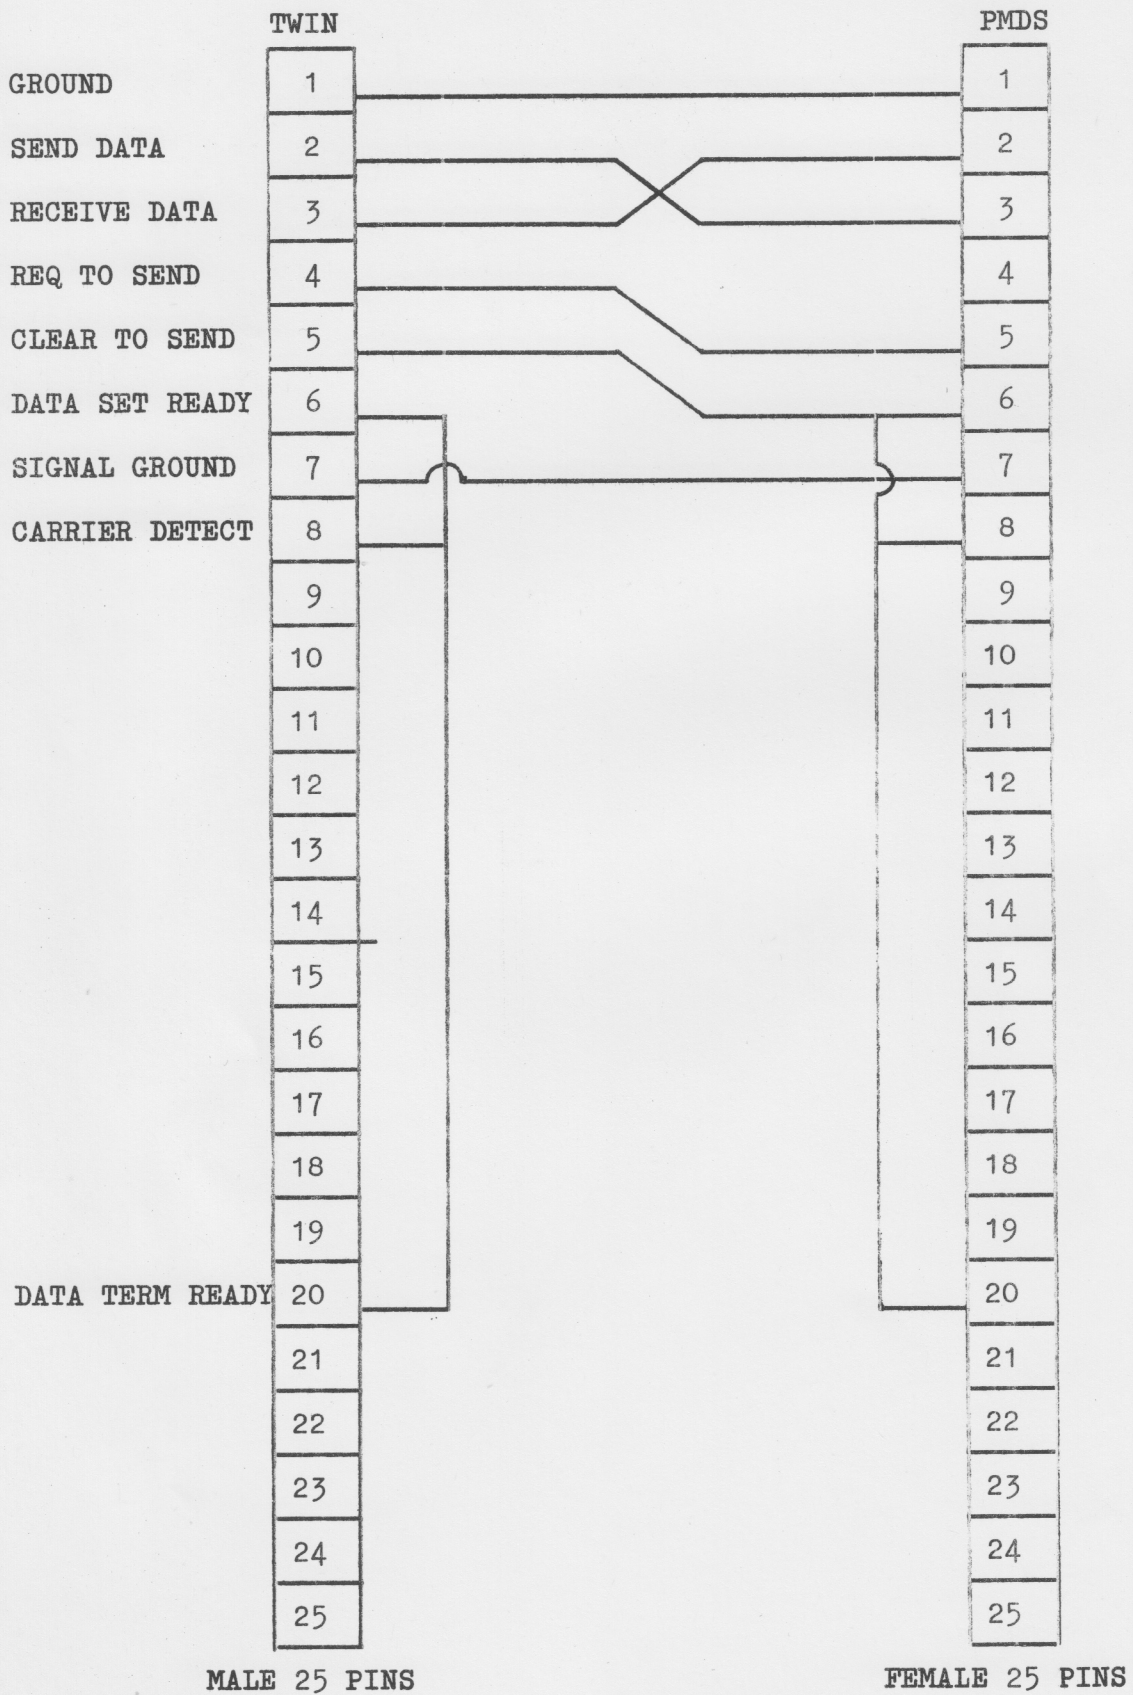 TWIN PMDS
GROUND 1 1
SEND DATA 2 2
RECEIVE DATA 3 3
REQ TO SEND 4 4
CLEAR TO SEND 5 5
DATA SET READY 6 6
SIGNAL GROUND 7 7
CARRIER DETECT 8 8
9 9
10 10
11 11
12 12
13 13
14 14
15 15
16 16
17 17
18 18
19 19
DATA TERM READY 20 20
21 21
22 22
23 23
24 24
25 25
MALE 25 PINS FEMALE 25 PINS